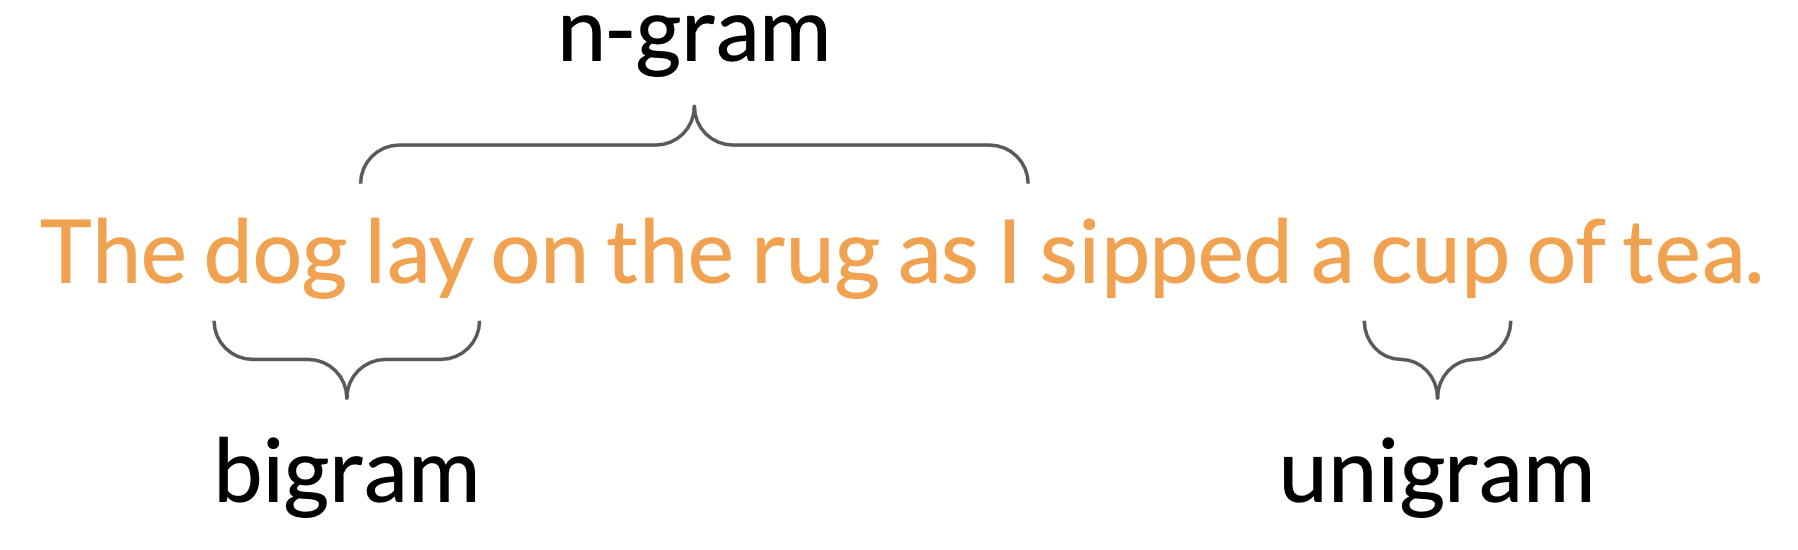 n-gram
The dog lay on the rug as I sipped a cup of tea.
bigram unigram